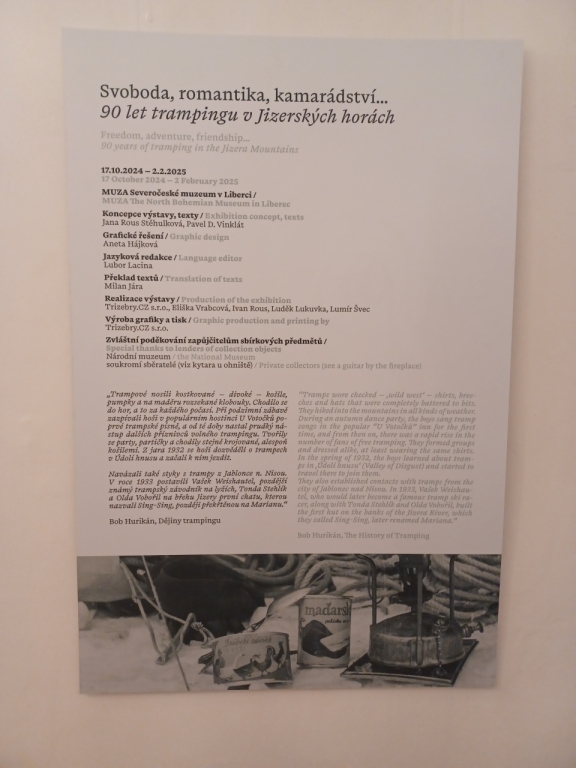 Svoboda, romantika, kamarádství...
90 let trampingu v Jizerských horách
Freedom, adventure, friendship...
90 years of tramping in the Jizera Mountains
17.10.2024 – 2.2.2025
17 October 2024 – 2 February 2025
MUZA Severočeské muzeum v Liberci /
MUZA The North Bohemian Museum in Liberec
Koncepce výstavy, texty / Exhibition concept, texts
Jana Rous Stěhulková, Pavel D. Vinklát
Grafické řešení / Graphic design
Aneta Hájková
Jazyková redakce / Language editor
Lubor Lacina
Překlad textů / Translation of texts
Milan Jára
Realizace výstavy / Production of the exhibition
Trizebry.CZ s.r.o., Eliška Vrabcová, Ivan Rous, Luděk Lukuvka, Lumír Švec
Výroba grafiky a tisk / Graphic production and printing by
Trizebry.CZ s.r.o.
Zvláštní poděkování zapůjčitelům sbírkových předmětů /
Special thanks to lenders of collection objects
Národní muzeum / the National Museum
soukromí sběratelé (viz kytara u ohniště) / Private collectors (see a guitar by the fireplace)
„Trampové nosili kostkované – divoké – košile,
pumpky a na maděru rozsekané klobouky. Chodilo se
do hor, a to za každého počasí. Při podzimní zábavě
zazpívali hoši v populárním hostinci U Votočků po-
prvé trampské písně, a od té doby nastal prudký ná-
stup dalších příznivců volného trampingu. Tvořily
se party, partičky a chodily stejně krojované, alespoň
košilemi. Z jara 1932 se hoši dozvěděli o trampech
v Údolí hnusu a začali k nim jezdit.
Navázali také styky z trampy z Jablonce n. Nisou.
V roce 1933 postavili Vašek Weishautel, pozdější
známý trampský závodník na lyžích, Tonda Stehlík
a Olda Vobořil na břehu Jizery první chatu, kterou
nazvali Sing-Sing, později překřtěnou na Marianu.“
Bob Hurikán, Dějiny trampingu
"Tramps wore checked – ‚wild west' – shirts, bree-
ches and hats that were completely battered to bits.
They hiked into the mountains in all kinds of weather.
During an autumn dance party, the boys sang tramp
songs in the popular "U Votočků" inn for the first
time, and from then on, there was a rapid rise in the
number of fans of free tramping. They formed groups
and dressed alike, at least wearing the same shirts.
In the spring of 1932, the boys learned about tram-
ps in ‚Údolí hnusu' (Valley of Disgust) and started to
travel there to join them.
They also established contacts with tramps from the
city of Jablonec nad Nisou. In 1933, Vašek Weishau-
tel, who would later become a famous tramp ski ra-
cer, along with Tonda Stehlík and Olda Vobořil, built
the first hut on the banks of the Jizera River, which
they called Sing-Sing, later renamed Mariana."
Bob Hurikán, The History of Tramping
maďarsk